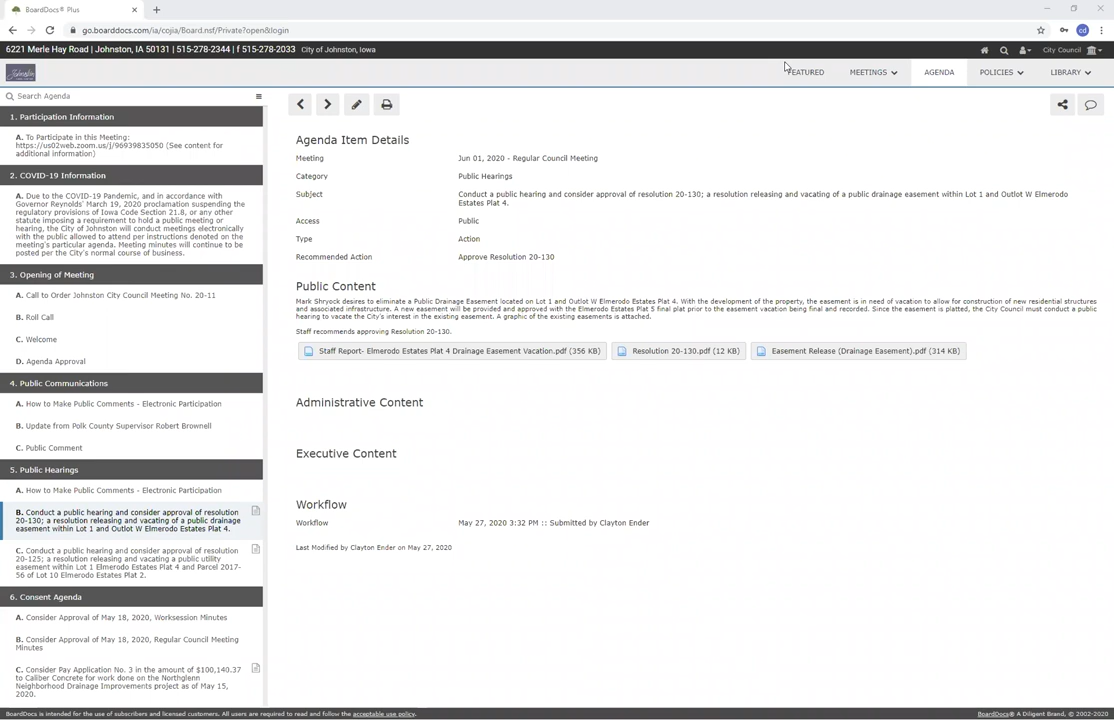 BoardDocs® Plus
go.boarddocs.com/ia/cojia/Board.nsf/Private?open&login
cd
6221 Merle Hay Road | Johnston, IA 50131 | 515-278-2344 | f 515-278-2033 City of Johnston, Iowa
City Council
Johnston
FEATURED MEETINGS AGENDA POLICIES LIBRARY
Search Agenda
1. Participation Information
A. To Participate in this Meeting:
https://us02web.zoom.us/j/96939835050 (See content for
additional information)
2. COVID-19 Information
A. Due to the COVID-19 Pandemic, and in accordance with
Governor Reynolds' March 19, 2020 proclamation suspending the
regulatory provisions of Iowa Code Section 21.8, or any other
statute imposing a requirement to hold a public meeting or
hearing, the City of Johnston will conduct meetings electronically
with the public allowed to attend per instructions denoted on the
meeting's particular agenda. Meeting minutes will continue to be
posted per the City's normal course of business.
3. Opening of Meeting
A. Call to Order Johnston City Council Meeting No. 20-11
B. Roll Call
C. Welcome
D. Agenda Approval
4. Public Communications
A. How to Make Public Comments - Electronic Participation
B. Update from Polk County Supervisor Robert Brownell
C. Public Comment
5. Public Hearings
A. How to Make Public Comments - Electronic Participation
B. Conduct a public hearing and consider approval of resolution
20-130; a resolution releasing and vacating of a public drainage
easement within Lot 1 and Outlot W Elmerodo Estates Plat 4.
C. Conduct a public hearing and consider approval of resolution
20-125; a resolution releasing and vacating a public utility
easement within Lot 1 Elmerodo Estates Plat 4 and Parcel 2017-
56 of Lot 10 Elmerodo Estates Plat 2.
6. Consent Agenda
A. Consider Approval of May 18, 2020, Worksession Minutes
B. Consider Approval of May 18, 2020, Regular Council Meeting
Minutes
C. Consider Pay Application No. 3 in the amount of $100,140.37
to Caliber Concrete for work done on the Northglenn
Neighborhood Drainage Improvements project as of May 15,
2020.
Agenda Item Details
Meeting Jun 01, 2020 - Regular Council Meeting
Category Public Hearings
Subject Conduct a public hearing and consider approval of resolution 20-130; a resolution releasing and vacating of a public drainage easement within Lot 1 and Outlot W Elmerodo
Estates Plat 4.
Access Public
Type Action
Recommended Action Approve Resolution 20-130
Public Content
Mark Shryock desires to eliminate a Public Drainage Easement located on Lot 1 and Outlot W Elmerodo Estates Plat 4. With the development of the property, the easement is in need of vacation to allow for construction of new residential structures
and associated infrastructure. A new easement will be provided and approved with the Elmerodo Estates Plat 5 final plat prior to the easement vacation being final and recorded. Since the easement is platted, the City Council must conduct a public
hearing to vacate the City's interest in the existing easement. A graphic of the existing easements is attached.
Staff recommends approving Resolution 20-130.
Staff Report- Elmerodo Estates Plat 4 Drainage Easement Vacation.pdf (356 KB) Resolution 20-130.pdf (12 KB) Easement Release (Drainage Easement).pdf (314 KB)
Administrative Content
Executive Content
Workflow
Workflow May 27, 2020 3:32 PM :: Submitted by Clayton Ender
Last Modified by Clayton Ender on May 27, 2020
BoardDocs is intended for the use of subscribers and licensed customers. All users are required to read and follow the acceptable use policy. BoardDocs® A Diligent Brand, © 2002-2020